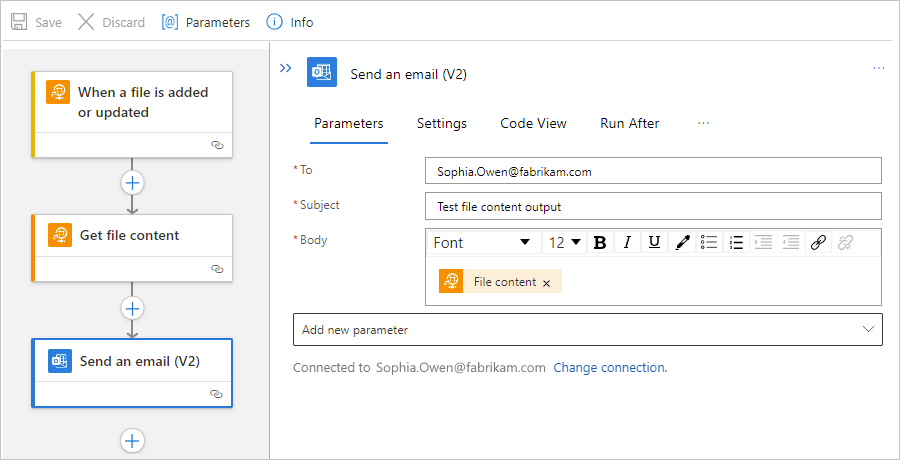 Save Discard [@] Parameters Info
When a file is added
or updated
Get file content
Send an email (V2)
Send an email (V2)
Parameters Settings Code View Run After
* To
Sophia.Owen@fabrikam.com
* Subject
Test file content output
* Body
Font 12 B I U
File content ×
Add new parameter
Connected to Sophia.Owen@fabrikam.com Change connection.